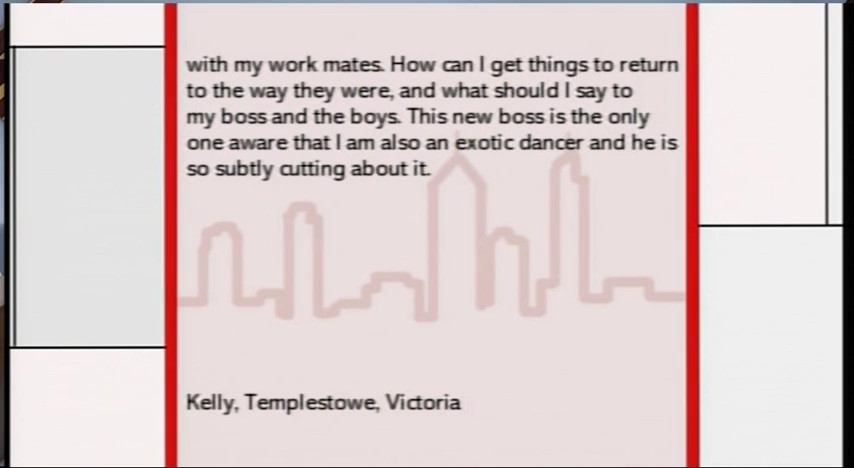 with my work mates. How can I get things to return
to the way they were, and what should I say to
my boss and the boys. This new boss is the only
one aware that I am also an exotic dancer and he is
so subtly cutting about it.
Kelly, Templestowe, Victoria